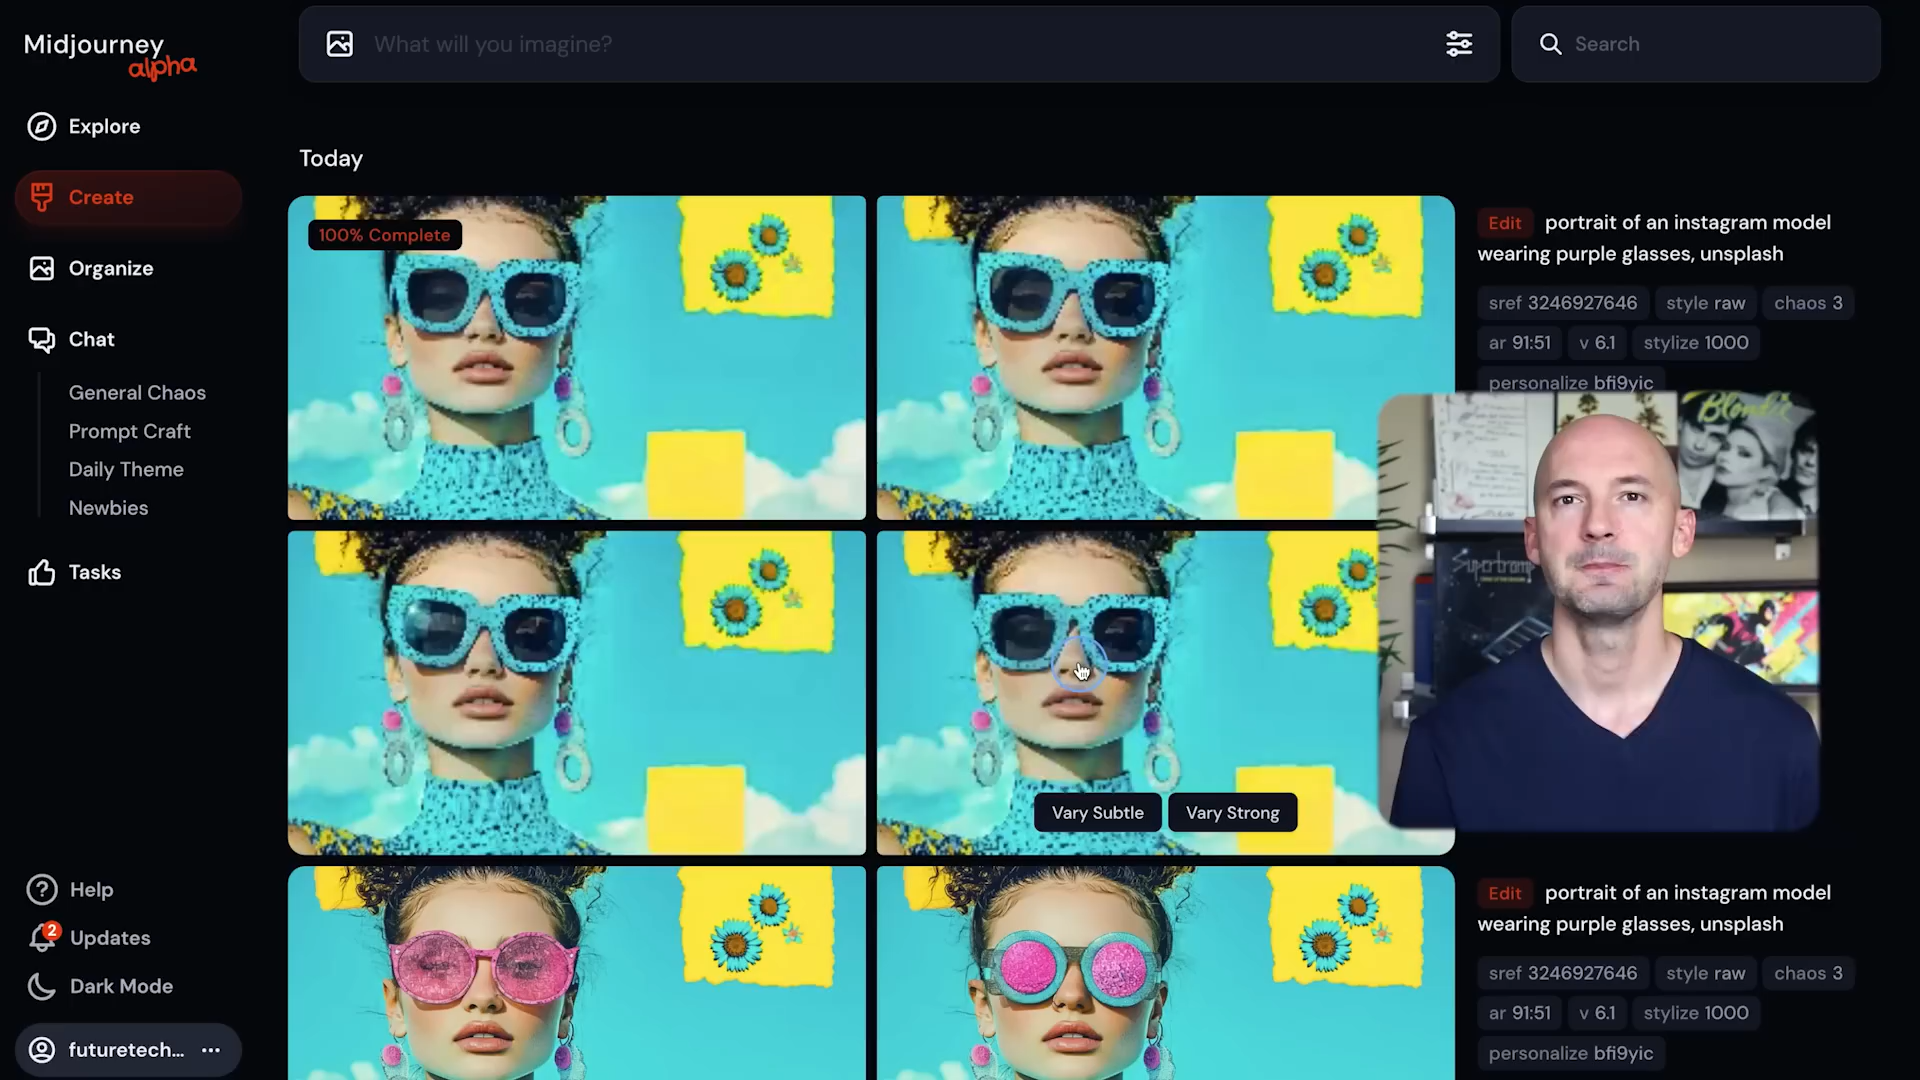 Midjourney
alpha
What will you imagine?
Search
Explore
Create
Organize
Chat
General Chaos
Prompt Craft
Daily Theme
Newbies
Tasks
Help
2
Updates
Dark Mode
futuretech...
Today
100% Complete
Vary Subtle
Vary Strong
Edit portrait of an instagram model
wearing purple glasses, unsplash
sref 3246927646 style raw chaos 3
ar 91:51 v 6.1 stylize 1000
personalize bfi9yic
Blondie
Supertramp
Edit portrait of an instagram model
wearing purple glasses, unsplash
sref 3246927646 style raw chaos 3
ar 91:51 v 6.1 stylize 1000
personalize bfi9yic